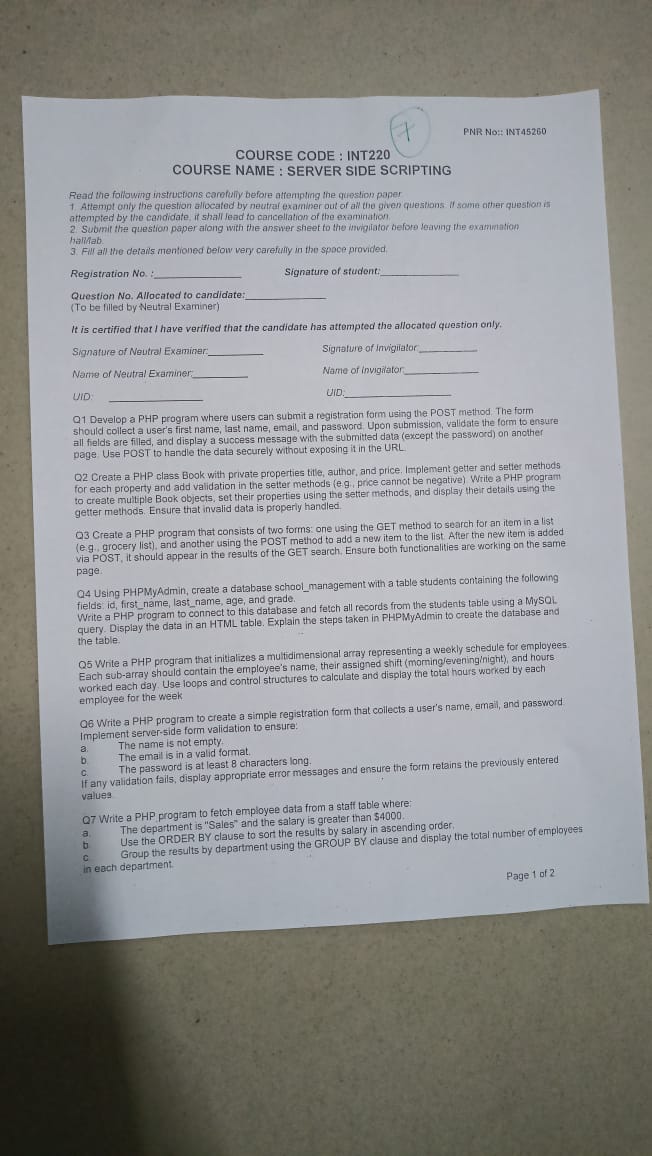 7
PNR No:: INT45260
COURSE CODE : INT220
COURSE NAME : SERVER SIDE SCRIPTING
Read the following instructions carefully before attempting the question paper.
1. Attempt only the question allocated by neutral examiner out of all the given questions. If some other question is
attempted by the candidate, it shall lead to cancellation of the examination.
2. Submit the question paper along with the answer sheet to the invigilator before leaving the examination
hall/lab.
3. Fill all the details mentioned below very carefully in the space provided.
Registration No. :______________ Signature of student:______________
Question No. Allocated to candidate:______________
(To be filled by Neutral Examiner)
It is certified that I have verified that the candidate has attempted the allocated question only.
Signature of Neutral Examiner:__________ Signature of Invigilator:__________
Name of Neutral Examiner:__________ Name of Invigilator:______________
UID: ________________ UID:__________________
Q1 Develop a PHP program where users can submit a registration form using the POST method. The form
should collect a user's first name, last name, email, and password. Upon submission, validate the form to ensure
all fields are filled, and display a success message with the submitted data (except the password) on another
page. Use POST to handle the data securely without exposing it in the URL.
Q2 Create a PHP class Book with private properties title, author, and price. Implement getter and setter methods
for each property and add validation in the setter methods (e.g., price cannot be negative). Write a PHP program
to create multiple Book objects, set their properties using the setter methods, and display their details using the
getter methods. Ensure that invalid data is properly handled.
Q3 Create a PHP program that consists of two forms: one using the GET method to search for an item in a list
(e.g., grocery list), and another using the POST method to add a new item to the list. After the new item is added
via POST, it should appear in the results of the GET search. Ensure both functionalities are working on the same
page.
Q4 Using PHPMyAdmin, create a database school_management with a table students containing the following
fields: id, first_name, last_name, age, and grade.
Write a PHP program to connect to this database and fetch all records from the students table using a MySQL
query. Display the data in an HTML table. Explain the steps taken in PHPMyAdmin to create the database and
the table.
Q5 Write a PHP program that initializes a multidimensional array representing a weekly schedule for employees.
Each sub-array should contain the employee's name, their assigned shift (morning/evening/night), and hours
worked each day. Use loops and control structures to calculate and display the total hours worked by each
employee for the week
Q6 Write a PHP program to create a simple registration form that collects a user's name, email, and password.
Implement server-side form validation to ensure:
a. The name is not empty.
b. The email is in a valid format.
c. The password is at least 8 characters long.
If any validation fails, display appropriate error messages and ensure the form retains the previously entered
values.
Q7 Write a PHP program to fetch employee data from a staff table where:
a. The department is "Sales" and the salary is greater than $4000.
b. Use the ORDER BY clause to sort the results by salary in ascending order.
c. Group the results by department using the GROUP BY clause and display the total number of employees
in each department.
Page 1 of 2